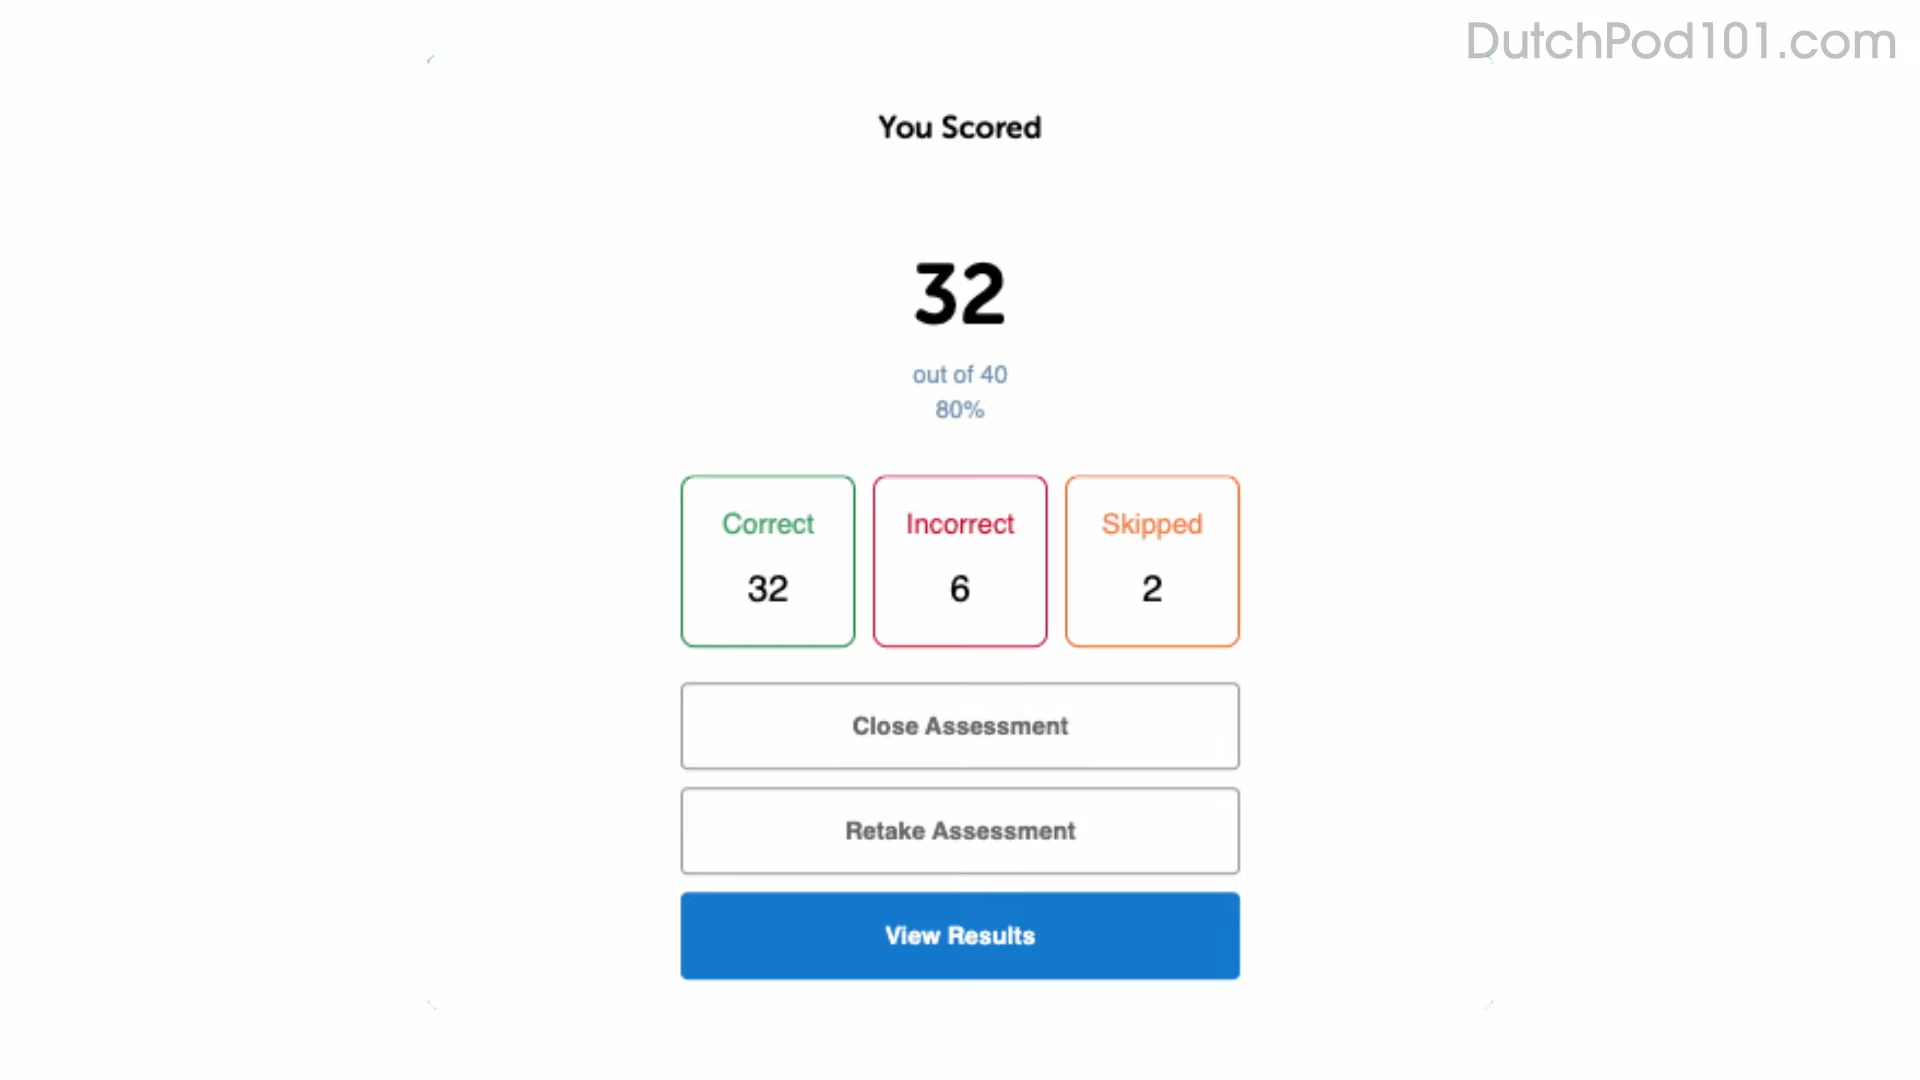 DutchPod101.com
You Scored
32
out of 40
80%
Correct
Incorrect
Skipped
32
6
2
Close Assessment
Retake Assessment
View Results